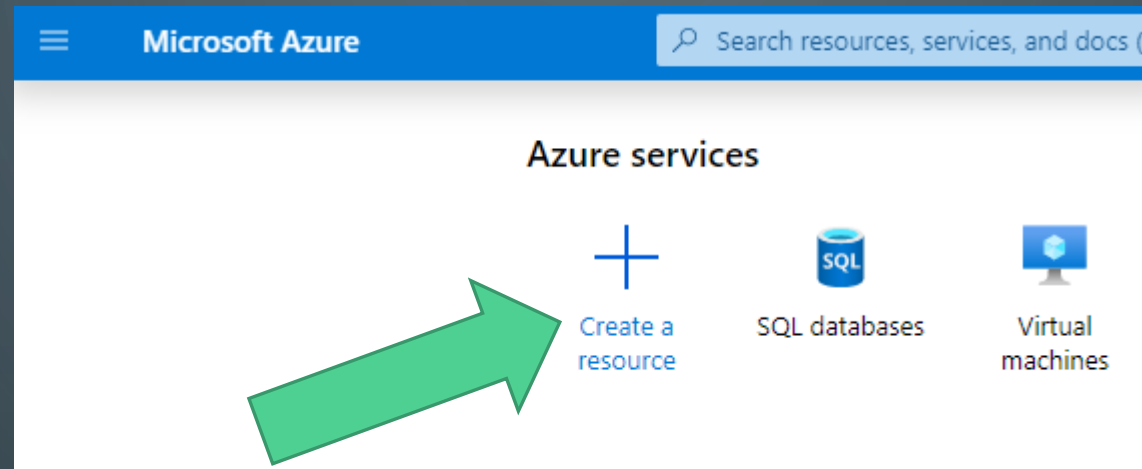 Microsoft Azure
Search resources, services, and docs (
Azure services
SQL
Create a
resource
SQL databases
Virtual
machines